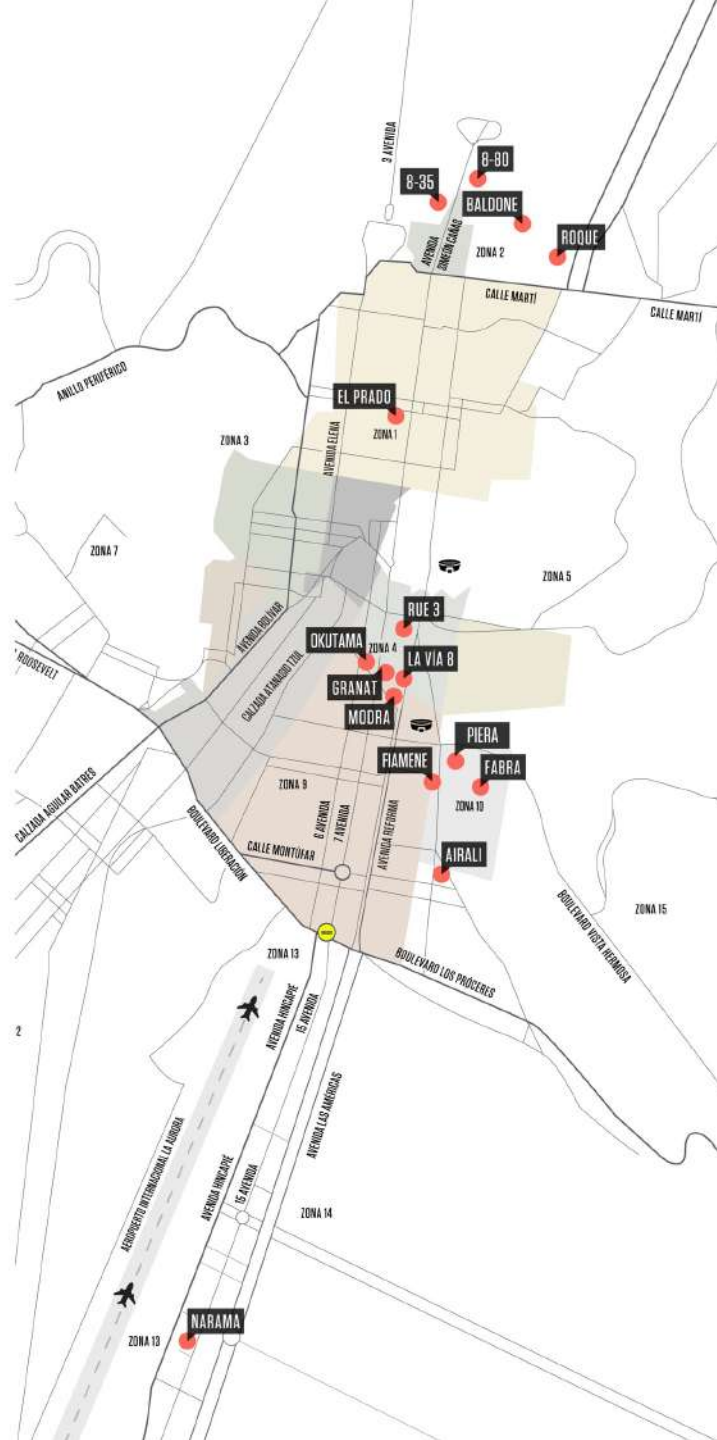 3 AVENIDA
8-80
8-35
BALDONE
AVENIDA
SIMEÓN CAÑAS
ZONA 2
ROQUE
CALLE MARTÍ
CALLE MARTÍ
ANILLO PERIFÉRICO
EL PRADO
ZONA 1
AVENIDA ELENA
ZONA 3
ZONA 7
ZONA 5
RUE 3
AVENIDA BOLÍVAR
OKUTAMA
ZONA 4
LA VÍA 8
ROOSEVELT
CALZADA ATANASIO TZUL
GRANAT
MODRA
PIERA
FIAMENE
FABRA
ZONA 9
ZONA 10
CALZADA AGUILAR BATRES
BOULEVARD LIBERACIÓN
6 AVENIDA
7 AVENIDA
AVENIDA REFORMA
CALLE MONTÚFAR
AIRALI
ZONA 15
BOULEVARD VISTA HERMOSA
ZONA 13
BOULEVARD LOS PRÓCERES
AVENIDA HINCAPIÉ
15 AVENIDA
2
AVENIDA LAS AMÉRICAS
AEROPUERTO INTERNACIONAL LA AURORA
AVENIDA HINCAPIÉ
15 AVENIDA
ZONA 14
NARAMA
ZONA 13